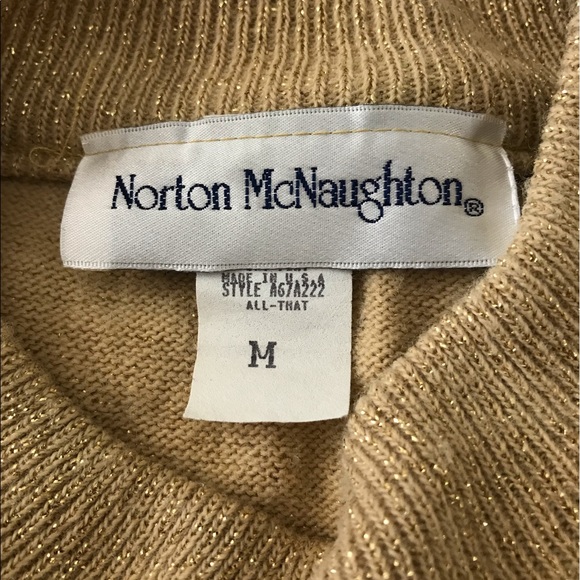 Norton McNaughton®
MADE IN U.S.A
STYLE A67A222
ALL-THAT
M